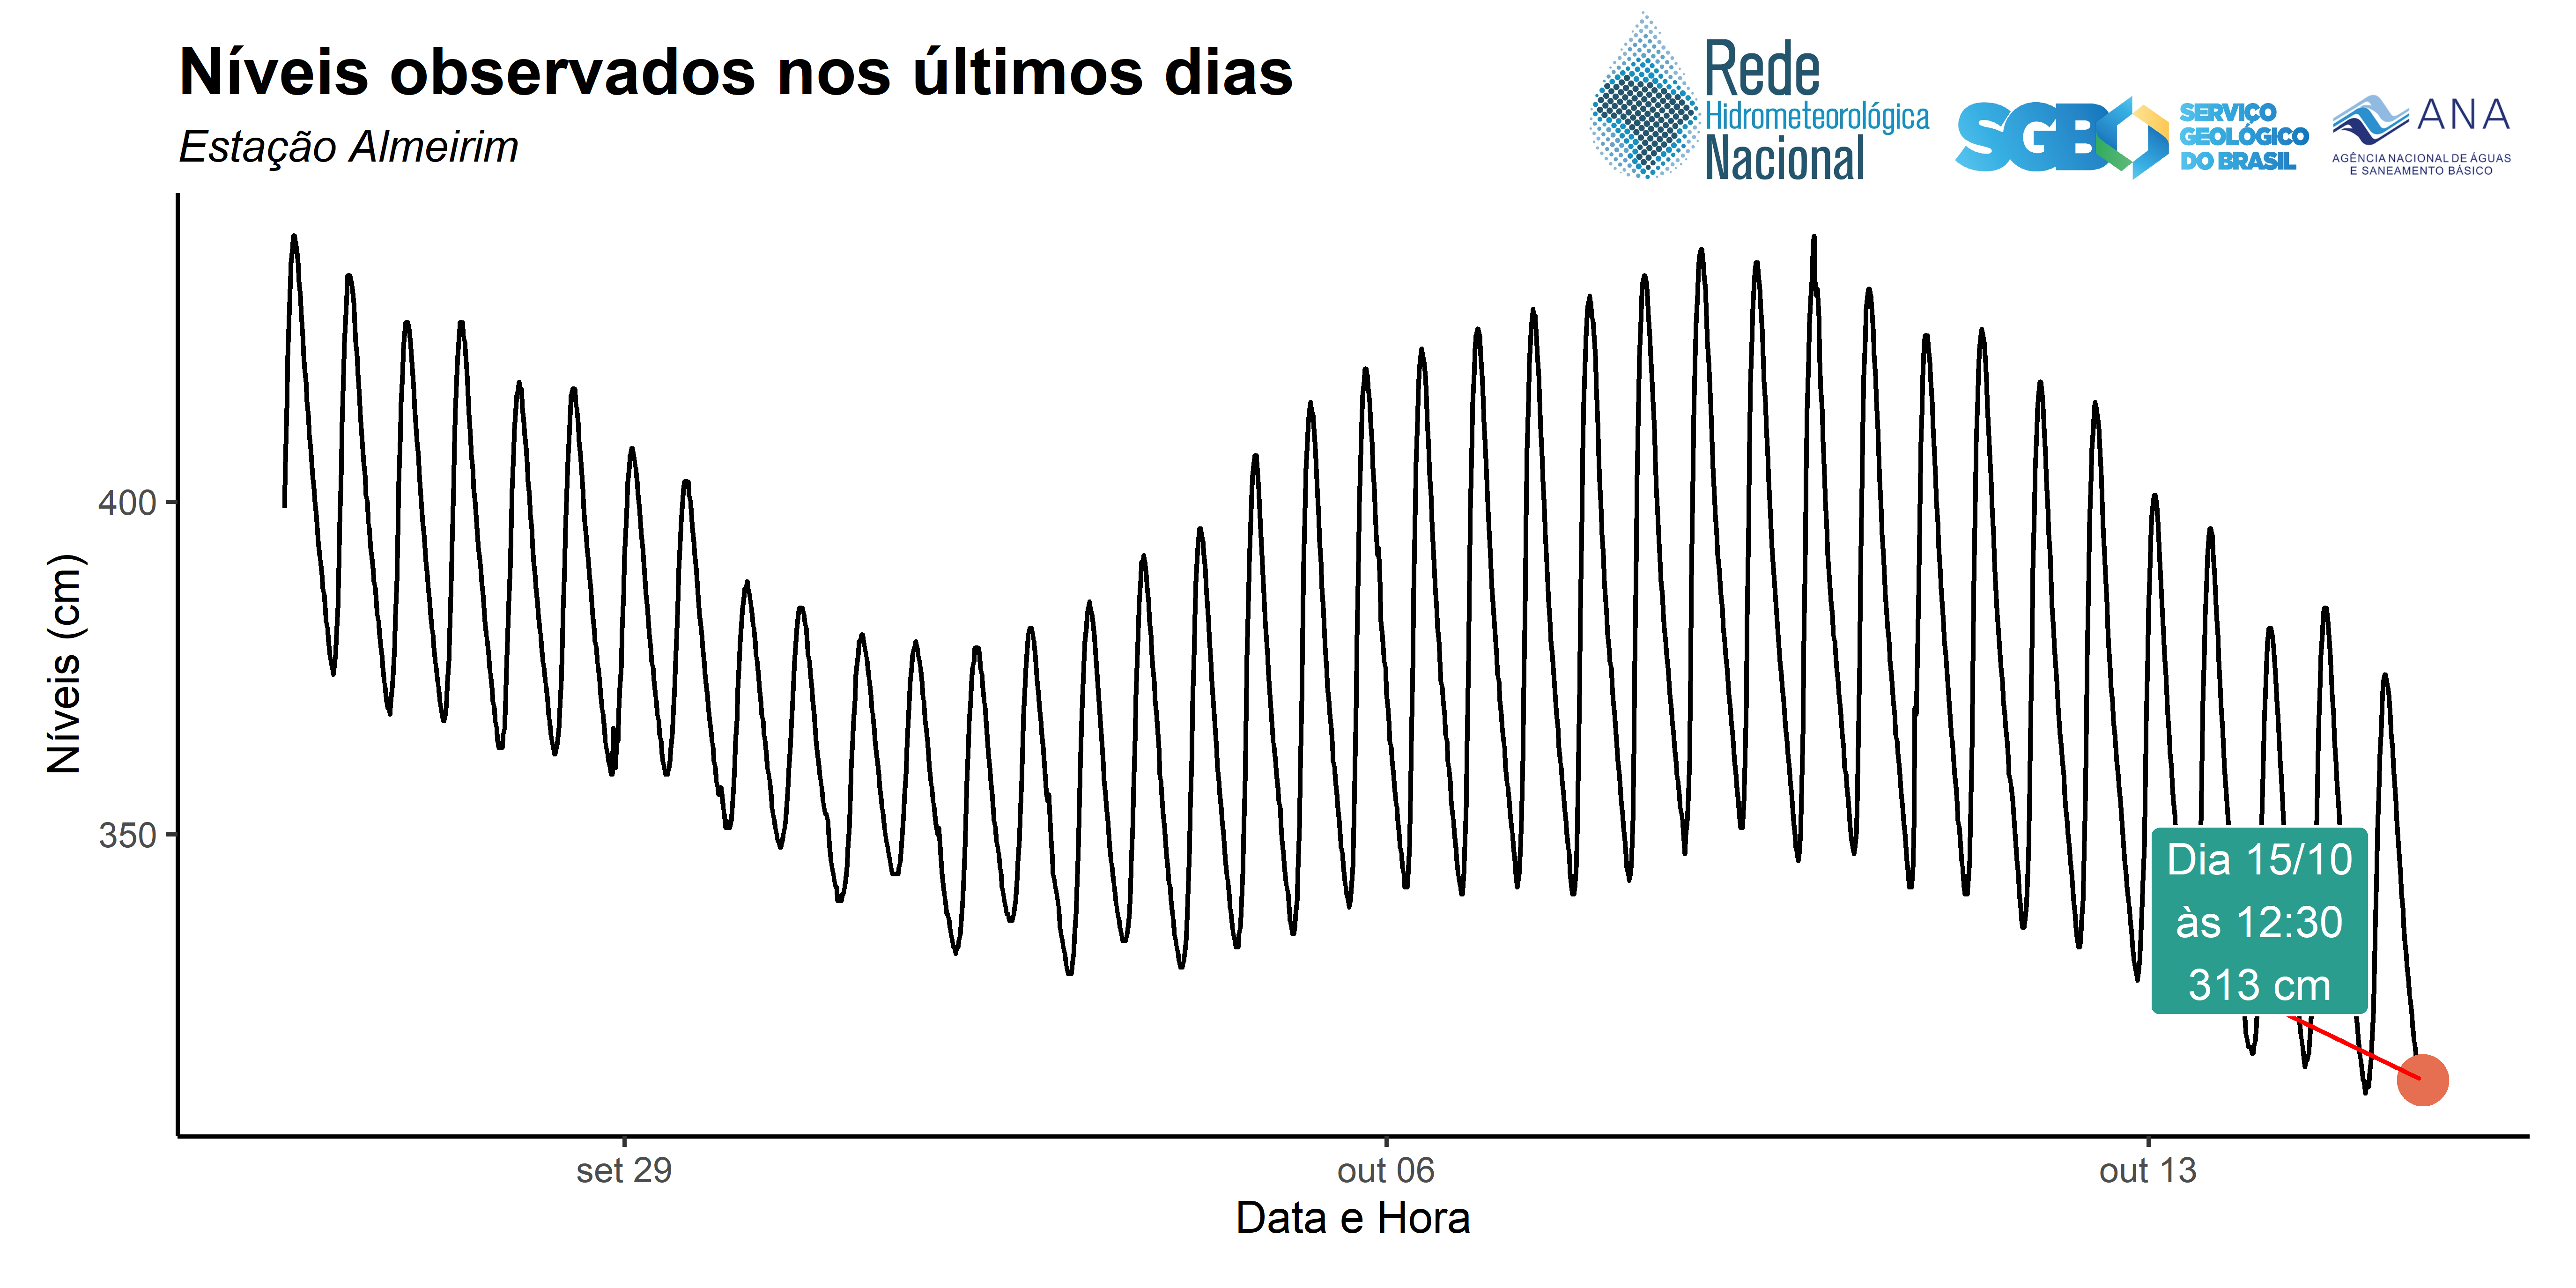 Níveis observados nos últimos dias
Estação Almeirim
Rede
Hidrometeorológica
Nacional
SGB
SERVIÇO
GEOLÓGICO
DO BRASIL
ANA
AGÊNCIA NACIONAL DE ÁGUAS
E SANEAMENTO BÁSICO
Níveis (cm)
400
350
Dia 15/10
às 12:30
313 cm
set 29
out 06
out 13
Data e Hora